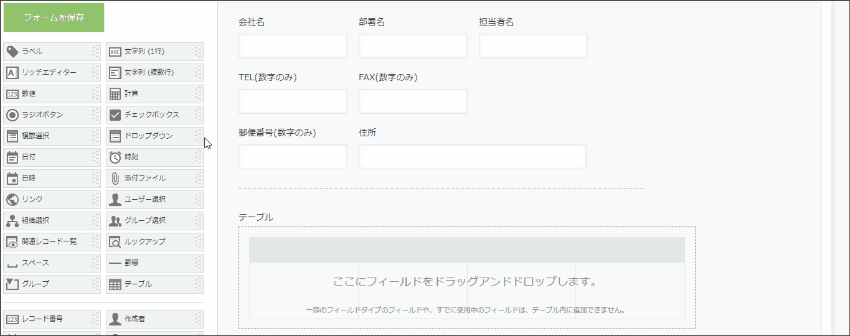 フォームを保存
ラベル
文字列 (1行)
リッチエディター
文字列 (複数行)
数値
計算
ラジオボタン
チェックボックス
複数選択
ドロップダウン
日付
時刻
日時
添付ファイル
リンク
ユーザー選択
組織選択
グループ選択
関連レコード一覧
ルックアップ
スペース
罫線
グループ
テーブル
レコード番号
作成者
会社名
部署名
担当者名
TEL(数字のみ)
FAX(数字のみ)
郵便番号(数字のみ)
住所
テーブル
ここにフィールドをドラッグアンドドロップします。
一部のフィールドタイプのフィールドや、すでに使用中のフィールドは、テーブル内に追加できません。